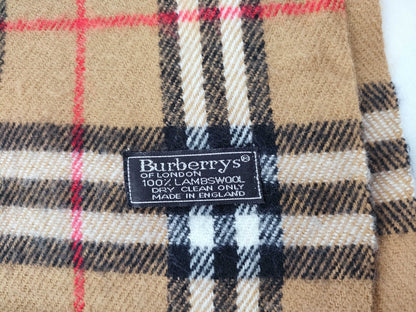 Burberrys®
OF LONDON
100% LAMBSWOOL
DRY CLEAN ONLY
MADE IN ENGLAND